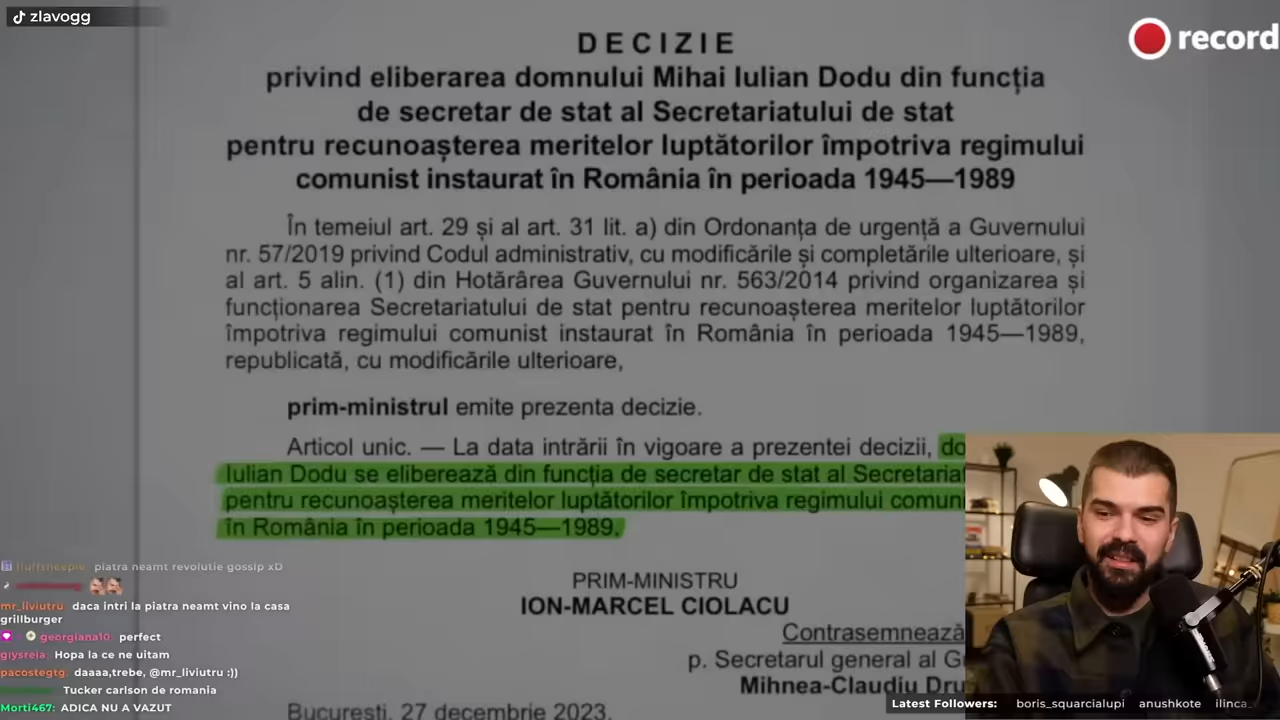 zlavogg
record
DECIZIE
privind eliberarea domnului Mihai Iulian Dodu din funcția
de secretar de stat al Secretariatului de stat
pentru recunoașterea meritelor luptătorilor împotriva regimului
comunist instaurat în România în perioada 1945—1989
În temeiul art. 29 și al art. 31 lit. a) din Ordonanța de urgență a Guvernului
nr. 57/2019 privind Codul administrativ, cu modificările și completările ulterioare, și
al art. 5 alin. (1) din Hotărârea Guvernului nr. 563/2014 privind organizarea și
funcționarea Secretariatului de stat pentru recunoașterea meritelor luptătorilor
împotriva regimului comunist instaurat în România în perioada 1945—1989,
republicată, cu modificările ulterioare,
prim-ministrul emite prezenta decizie.
Articol unic. — La data intrării în vigoare a prezentei decizii, do
Iulian Dodu se eliberează din funcția de secretar de stat al Secretariat
pentru recunoașterea meritelor luptătorilor împotriva regimului comun
în România în perioada 1945—1989.
PRIM-MINISTRU
ION-MARCEL CIOLACU
Contrasemnează
p. Secretarul general al G
Mihnea-Claudiu Dru
București, 27 decembrie 2023.
piatra neamt revolutie gossip xD
mr_liviutru: daca intri la piatra neamt vino la casa
grillburger
georgiana10: perfect
giysreia: Hopa la ce ne uitam
pacostegtg: daaaa,trebe, @mr_liviutru :))
Tucker carlson de romania
Morti467: ADICA NU A VAZUT
Latest Followers: boris_squarcialupi anushkote ilinca_